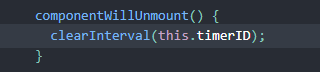 componentWillUnmount() {
clearInterval(this.timerID);
}